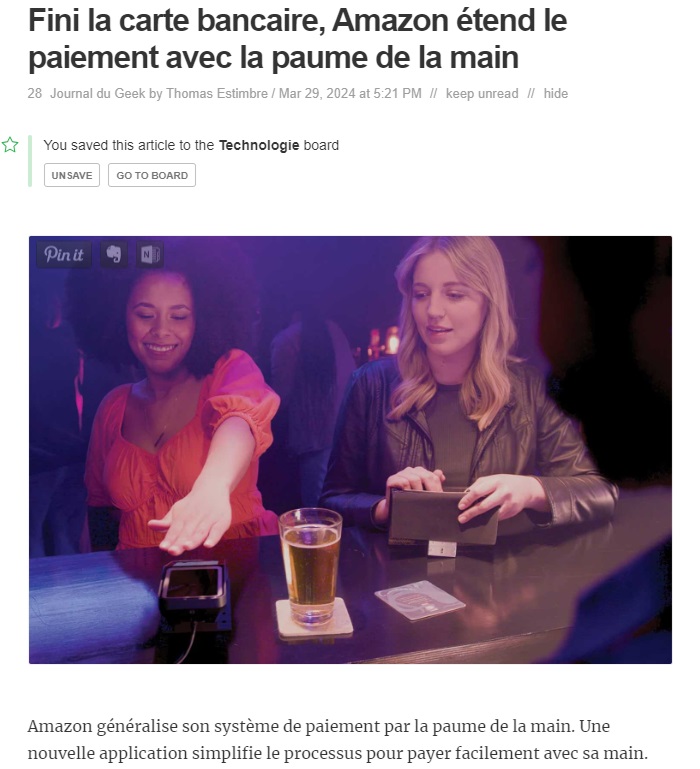 Fini la carte bancaire, Amazon étend le
paiement avec la paume de la main
28 Journal du Geek by Thomas Estimbre / Mar 29, 2024 at 5:21 PM // keep unread // hide
You saved this article to the Technologie board
UNSAVE GO TO BOARD
Pin it
N
Amazon généralise son système de paiement par la paume de la main. Une
nouvelle application simplifie le processus pour payer facilement avec sa main.